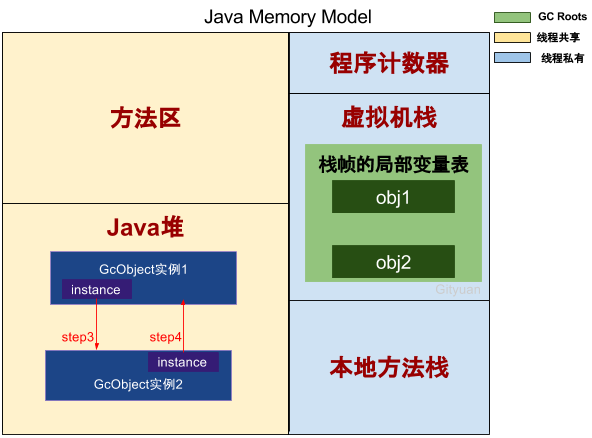 Java Memory Model
GC Roots
线程共享
线程私有
方法区
程序计数器
虚拟机栈
栈帧的局部变量表
obj1
obj2
Gityuan
Java堆
GcObject实例1
instance
step3
step4
instance
GcObject实例2
本地方法栈